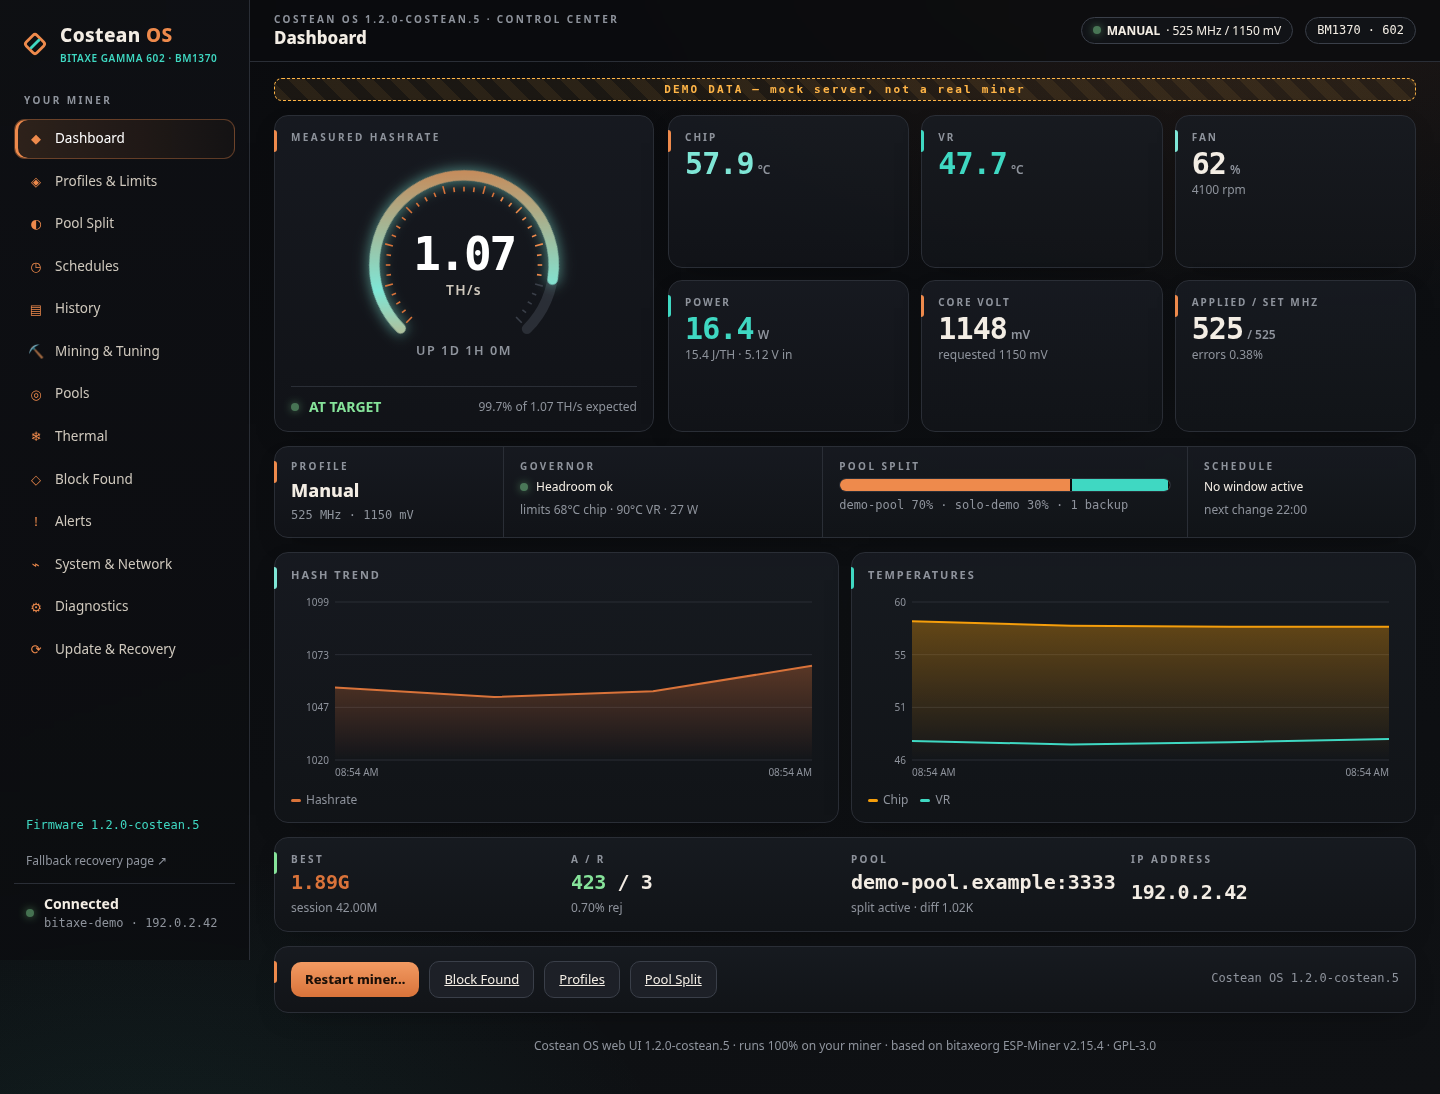 Costean OS
BITAXE GAMMA 602 · BM1370
YOUR MINER
Dashboard
Profiles & Limits
Pool Split
Schedules
History
Mining & Tuning
Pools
Thermal
Block Found
Alerts
System & Network
Diagnostics
Update & Recovery
Firmware 1.2.0-costean.5
Fallback recovery page ↗
Connected
bitaxe-demo · 192.0.2.42
COSTEAN OS 1.2.0-COSTEAN.5 · CONTROL CENTER
Dashboard
MANUAL · 525 MHz / 1150 mV
BM1370 · 602
DEMO DATA — mock server, not a real miner
MEASURED HASHRATE
1.07
TH/s
UP 1D 1H 0M
AT TARGET
99.7% of 1.07 TH/s expected
CHIP
57.9 °C
VR
47.7 °C
FAN
62 %
4100 rpm
POWER
16.4 W
15.4 J/TH · 5.12 V in
CORE VOLT
1148 mV
requested 1150 mV
APPLIED / SET MHZ
525 / 525
errors 0.38%
PROFILE
Manual
525 MHz · 1150 mV
GOVERNOR
Headroom ok
limits 68°C chip · 90°C VR · 27 W
POOL SPLIT
demo-pool 70% · solo-demo 30% · 1 backup
SCHEDULE
No window active
next change 22:00
HASH TREND
1099
1073
1047
1020
08:54 AM 08:54 AM
Hashrate
TEMPERATURES
60
55
51
46
08:54 AM 08:54 AM
Chip VR
BEST
1.89G
session 42.00M
A / R
423 / 3
0.70% rej
POOL
demo-pool.example:3333
split active · diff 1.02K
IP ADDRESS
192.0.2.42
Restart miner...
Block Found
Profiles
Pool Split
Costean OS 1.2.0-costean.5
Costean OS web UI 1.2.0-costean.5 · runs 100% on your miner · based on bitaxeorg ESP-Miner v2.15.4 · GPL-3.0